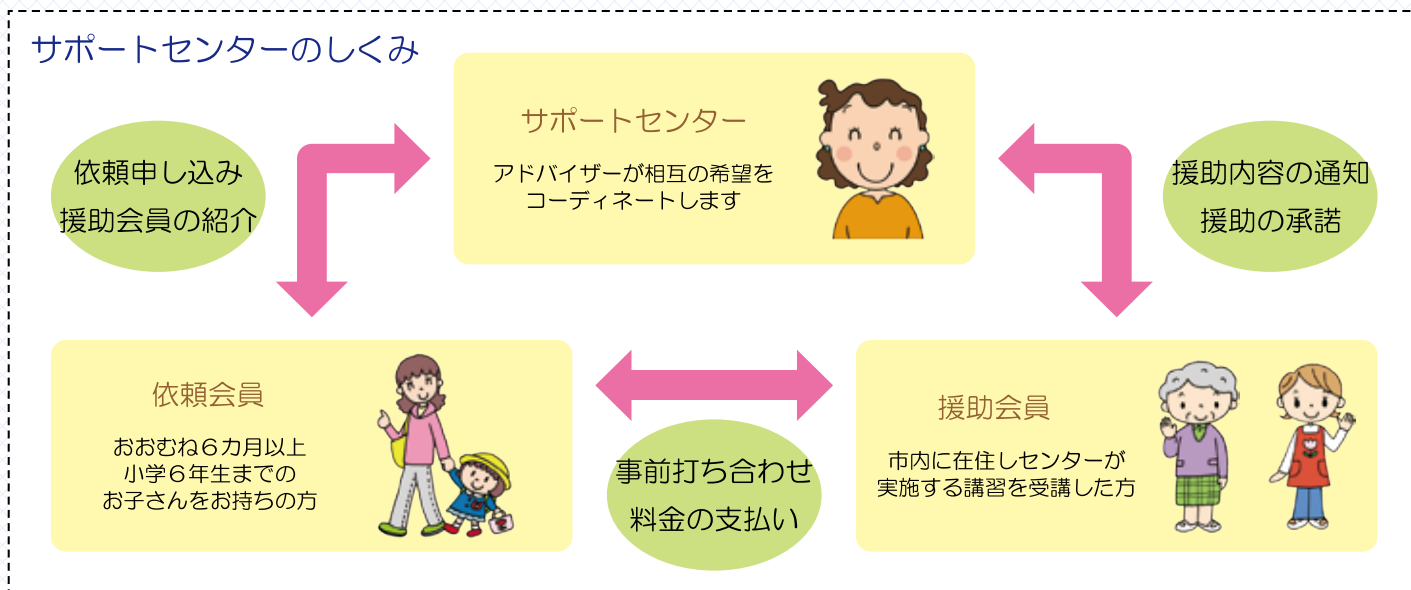 サポートセンターのしくみ
サポートセンター
アドバイザーが相互の希望を
コーディネートします
依頼申し込み
援助会員の紹介
援助内容の通知
援助の承諾
依頼会員
おおむね６カ月以上
小学６年生までの
お子さんをお持ちの方
事前打ち合わせ
料金の支払い
援助会員
市内に在住しセンターが
実施する講習を受講した方